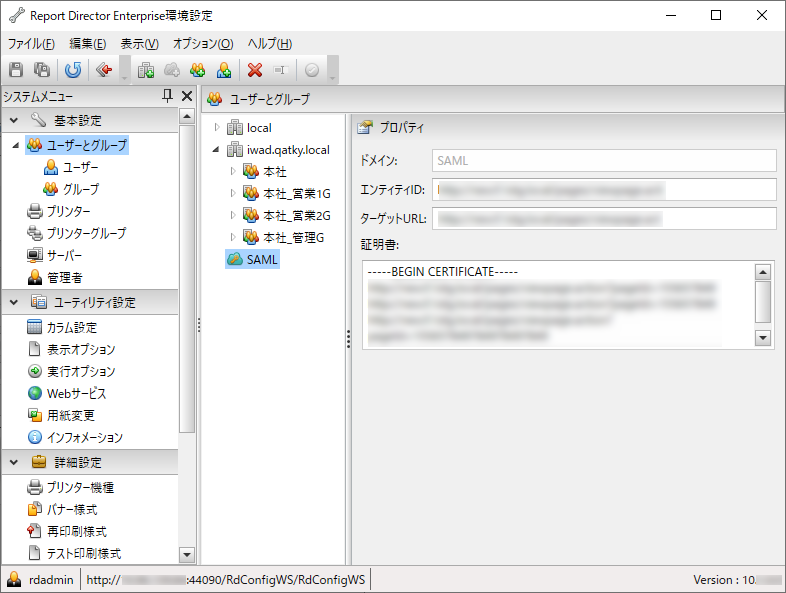 Report Director Enterprise環境設定
ファイル(F) 編集(E) 表示(V) オプション(O) ヘルプ(H)
システムメニュー
基本設定
ユーザーとグループ
ユーザー
グループ
プリンター
プリンターグループ
サーバー
管理者
ユーティリティ設定
カラム設定
表示オプション
実行オプション
Webサービス
用紙変更
インフォメーション
詳細設定
プリンター機種
バナー様式
再印刷様式
テスト印刷様式
ユーザーとグループ
local
iwad.qatky.local
本社
本社_営業1G
本社_営業2G
本社_管理G
SAML
プロパティ
ドメイン: SAML
エンティティID:
ターゲットURL:
証明書:
-----BEGIN CERTIFICATE-----
rdadmin http:// :44090/RdConfigWS/RdConfigWS Version : 10.